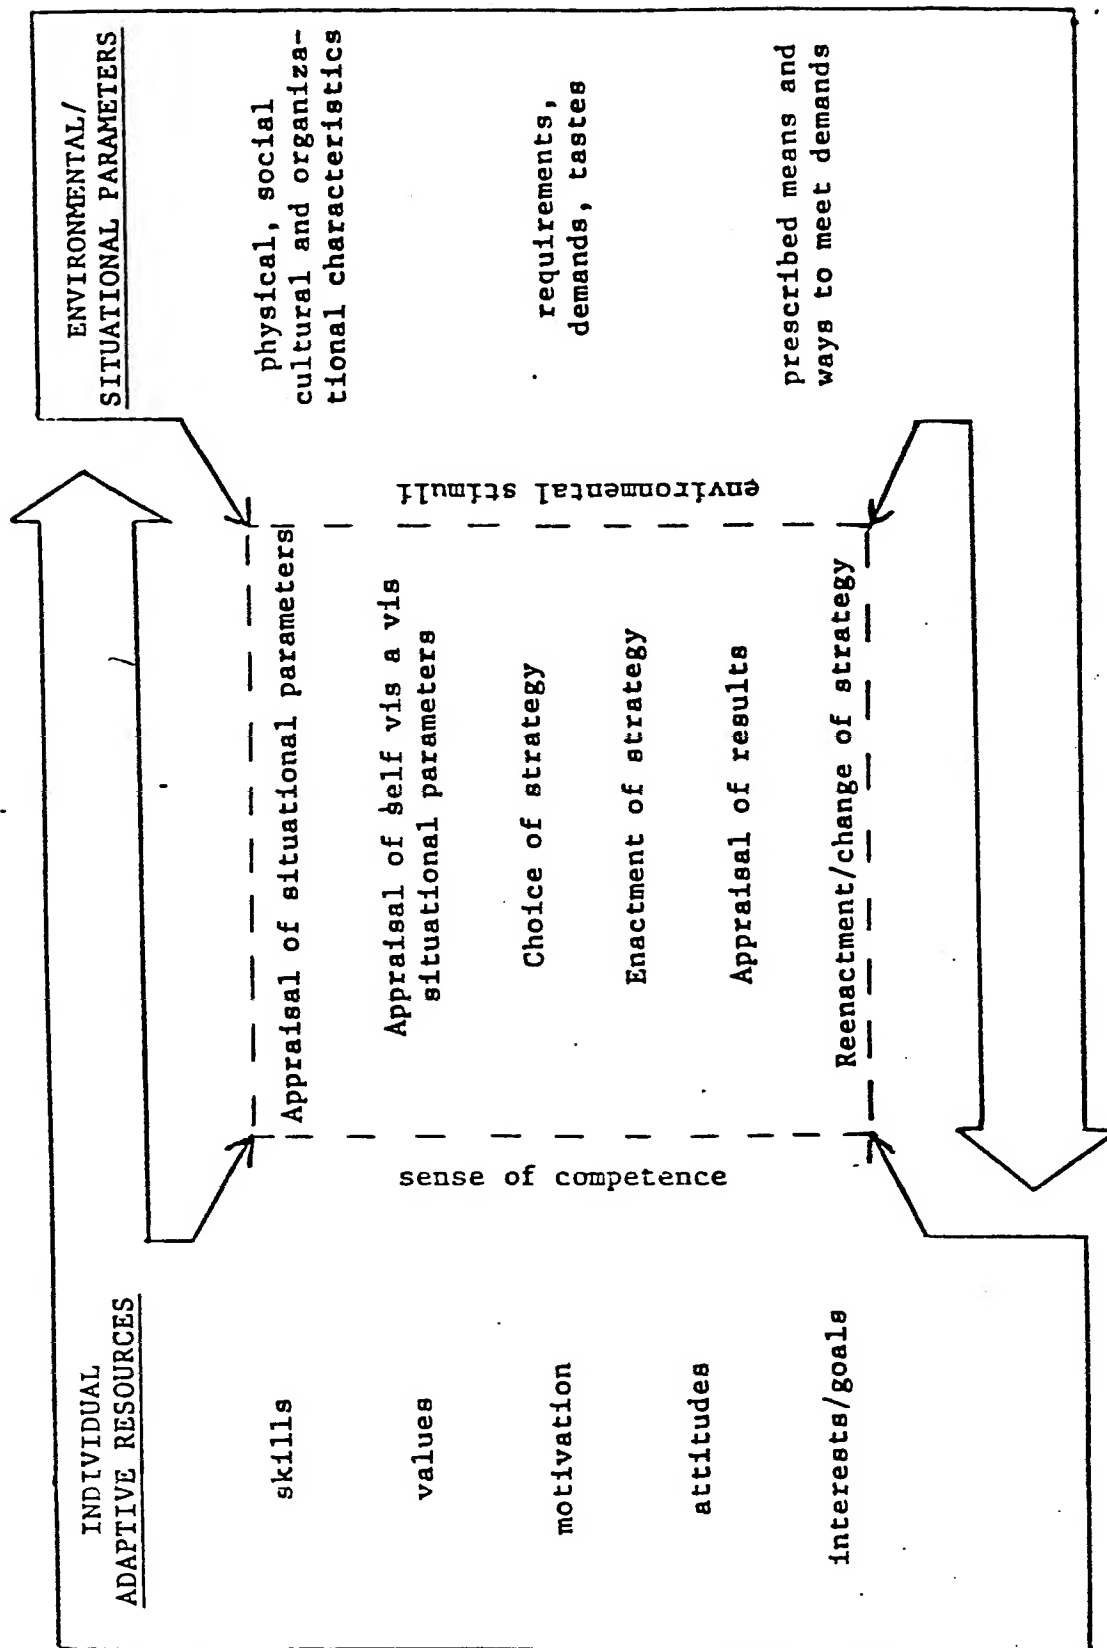 INDIVIDUAL
ADAPTIVE RESOURCES
skills
values
motivation
attitudes
interests/goals
sense of competence
Appraisal of situational parameters
Appraisal of self vis a vis
situational parameters
Choice of strategy
Enactment of strategy
Appraisal of results
Reenactment/change of strategy
environmental stimuli
ENVIRONMENTAL/
SITUATIONAL PARAMETERS
physical, social
cultural and organiza-
tional characteristics
requirements,
demands, tastes
prescribed means and
ways to meet demands